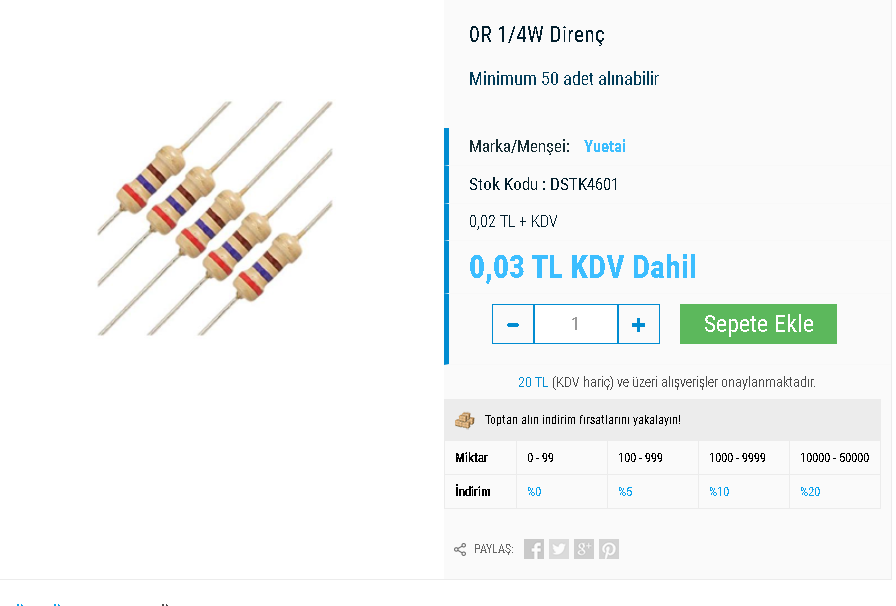 0R 1/4W Direnç
Minimum 50 adet alınabilir
Marka/Menşei: Yuetai
Stok Kodu : DSTK4601
0,02 TL + KDV
0,03 TL KDV Dahil
- 1 + Sepete Ekle
20 TL (KDV hariç) ve üzeri alışverişler onaylanmaktadır.
Toptan alın indirim fırsatlarını yakalayın!
Miktar 0 - 99 100 - 999 1000 - 9999 10000 - 50000
İndirim %0 %5 %10 %20
PAYLAŞ: